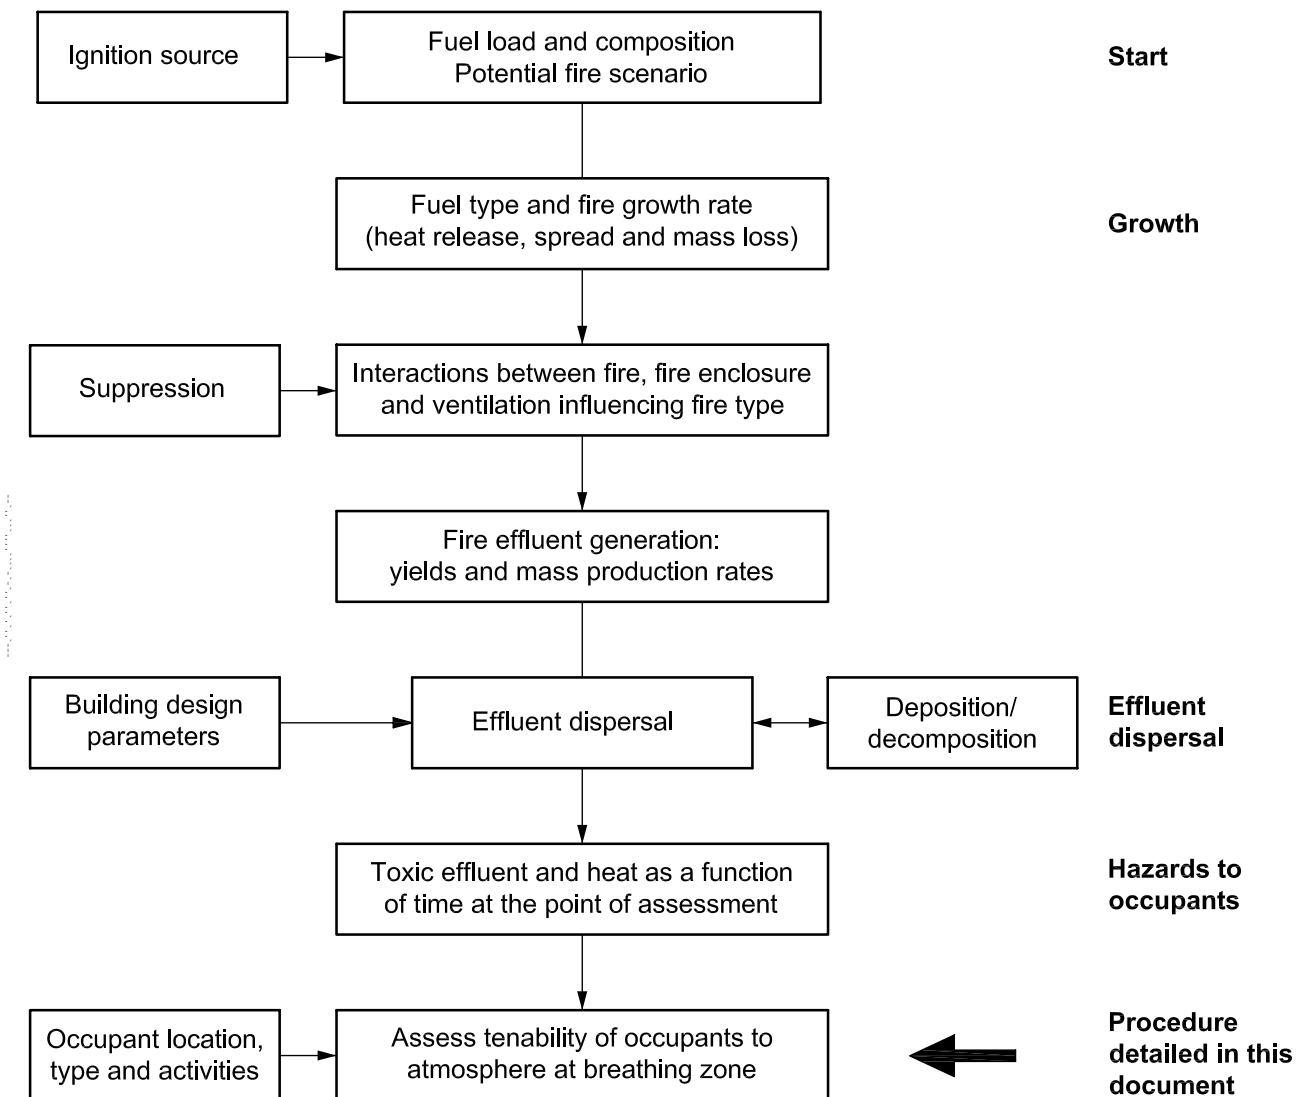 Ignition source
Fuel load and composition
Potential fire scenario
Start
Fuel type and fire growth rate
(heat release, spread and mass loss)
Growth
Suppression
Interactions between fire, fire enclosure
and ventilation influencing fire type
Fire effluent generation:
yields and mass production rates
Building design
parameters
Effluent dispersal
Deposition/
decomposition
Effluent
dispersal
Toxic effluent and heat as a function
of time at the point of assessment
Hazards to
occupants
Occupant location,
type and activities
Assess tenability of occupants to
atmosphere at breathing zone
Procedure
detailed in this
document